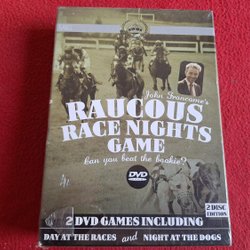 John Francome's
RAUCOUS
RACE NIGHTS
GAME
Can you beat the bookie?
DVD
2 DISC
EDITION
2 DVD GAMES INCLUDING
DAY AT THE RACES and NIGHT AT THE DOGS